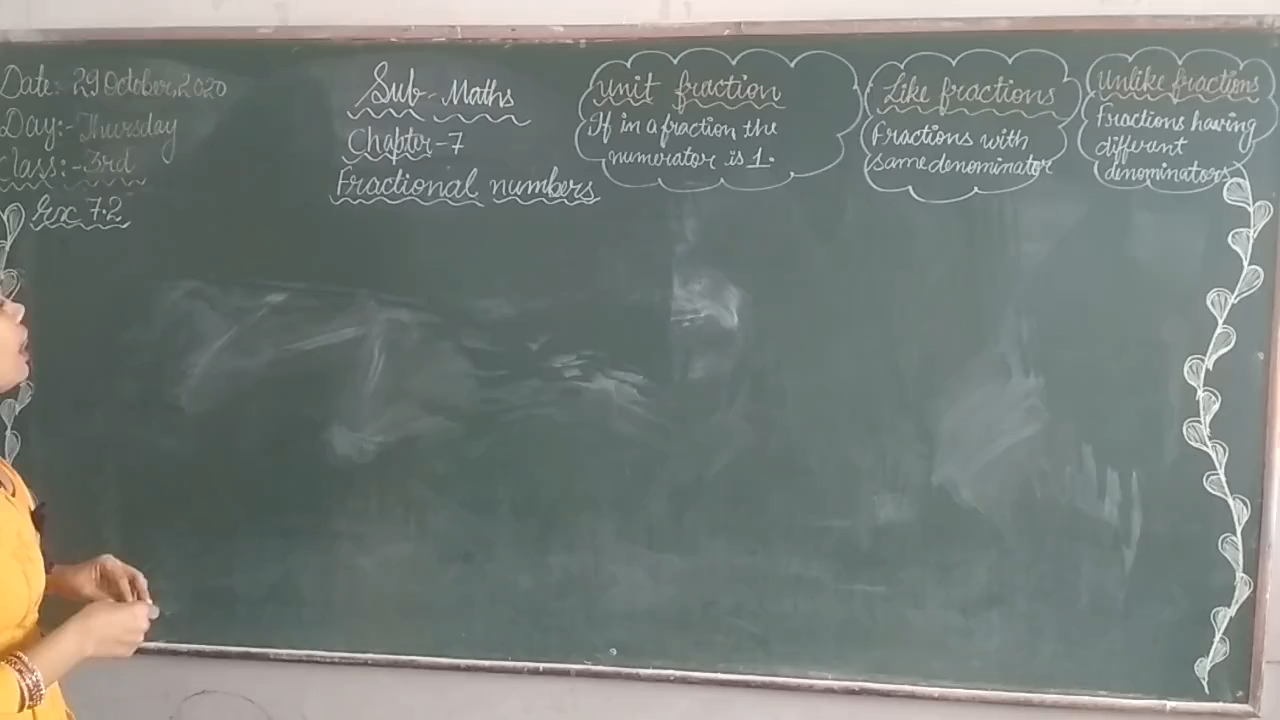 Date:- 29 October, 2020
Day:- Thursday
Class:- 3rd
Exc 7.2
Sub - Maths
Chapter - 7
Fractional numbers
Unit fraction
If in a fraction the
numerator is 1.
Like fractions
Fractions with
same denominator
Unlike fractions
Fractions having
different
denominators